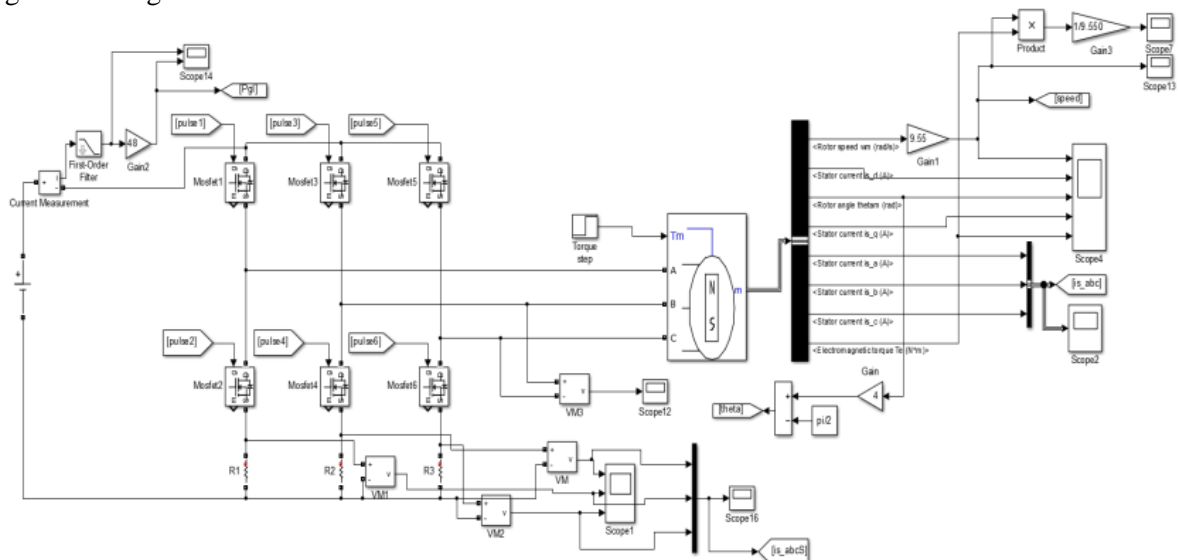 Product
Gain3
Scope7
1/9.550
Scope13
Scope14
[Pgl]
[speed]
[pulse1]
[pulse3]
[pulse5]
First-Order
Filter
48
Gain2
Mosfet1
Mosfet3
Mosfet5
Current Measurement
9.55
Gain1
<Rotor speed wm (rad/s)>
<Stator current is_d (A)>
<Rotor angle thetam (rad)>
<Stator current is_q (A)>
<Stator current is_a (A)>
<Stator current is_b (A)>
<Stator current is_c (A)>
<Electromagnetic torque Te (N*m)>
Scope4
Torque
step
Tm
A
B
C
N
S
m
[is_abc]
Scope2
[pulse2]
[pulse4]
[pulse6]
Mosfet2
Mosfet4
Mosfet6
VM3
Scope12
Gain
4
[theta]
pi/2
R1
R2
R3
VM1
VM2
VM
Scope1
Scope16
[is_abcS]